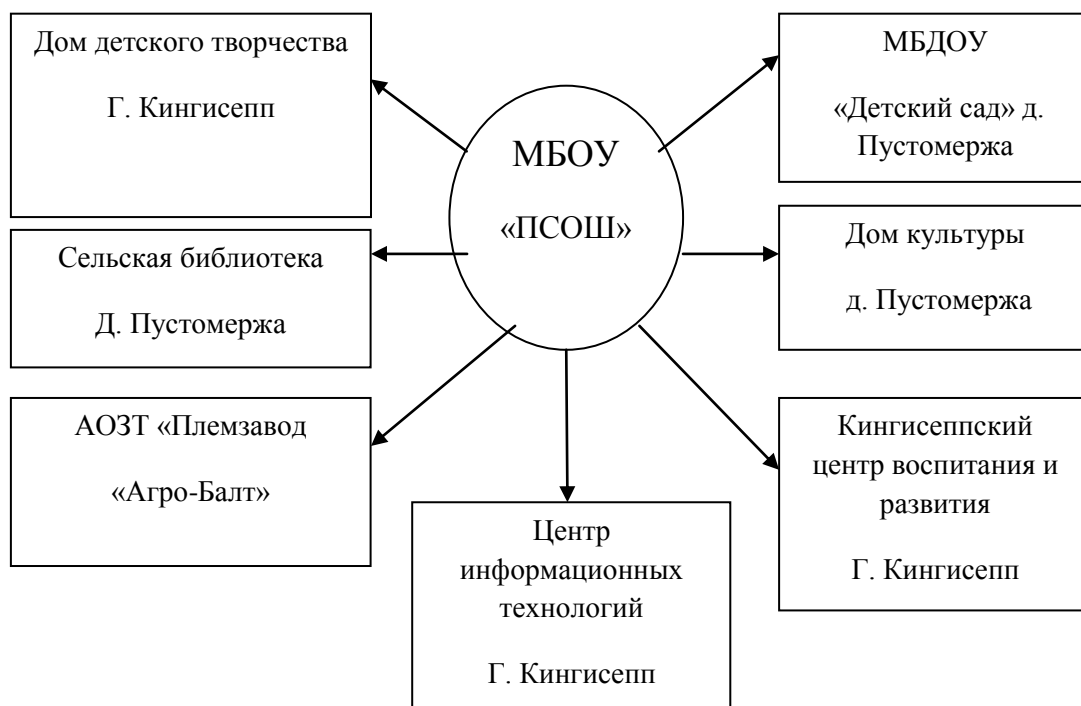 Дом детского творчества
Г. Кингисепп
МБОУ
«ПСОШ»
МБДОУ
«Детский сад» д.
Пустомержа
Сельская библиотека
Д. Пустомержа
Дом культуры
д. Пустомержа
АОЗТ «Племзавод
«Агро-Балт»
Центр
информационных
технологий
Г. Кингисепп
Кингисеппский
центр воспитания и
развития
Г. Кингисепп